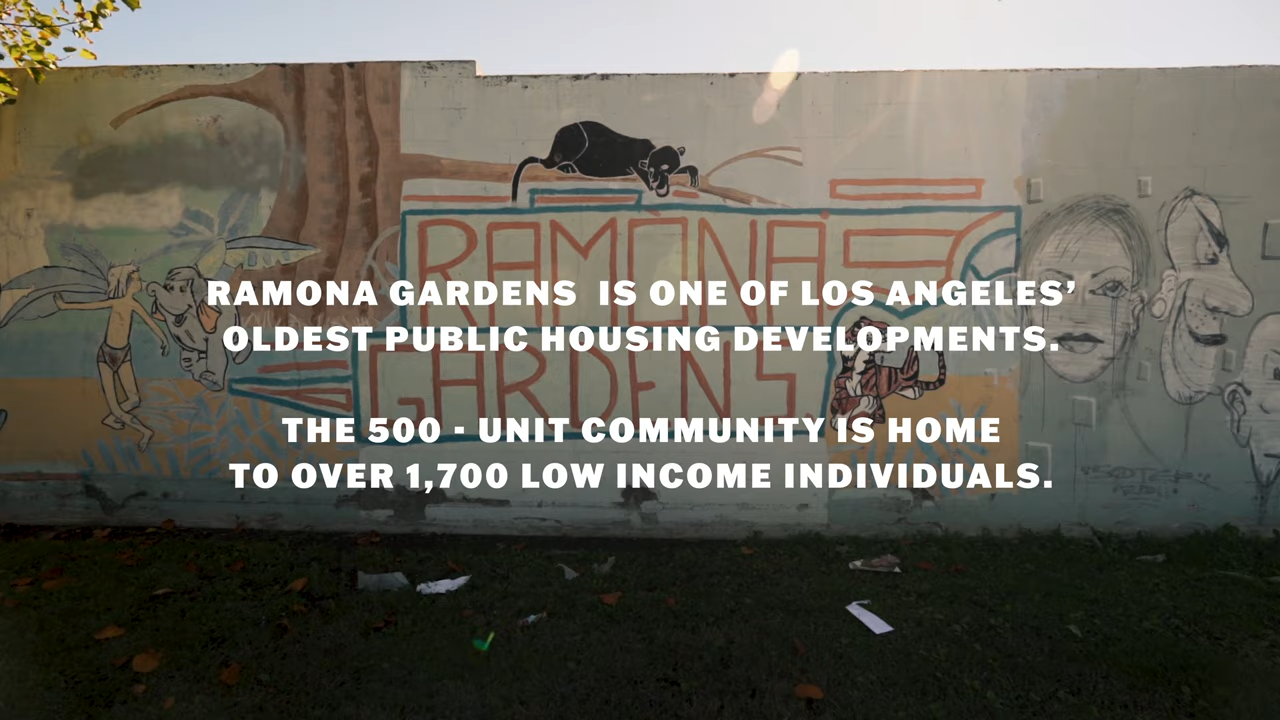 RAMONA
GARDENS
RAMONA GARDENS IS ONE OF LOS ANGELES’
OLDEST PUBLIC HOUSING DEVELOPMENTS.
THE 500 - UNIT COMMUNITY IS HOME
TO OVER 1,700 LOW INCOME INDIVIDUALS.